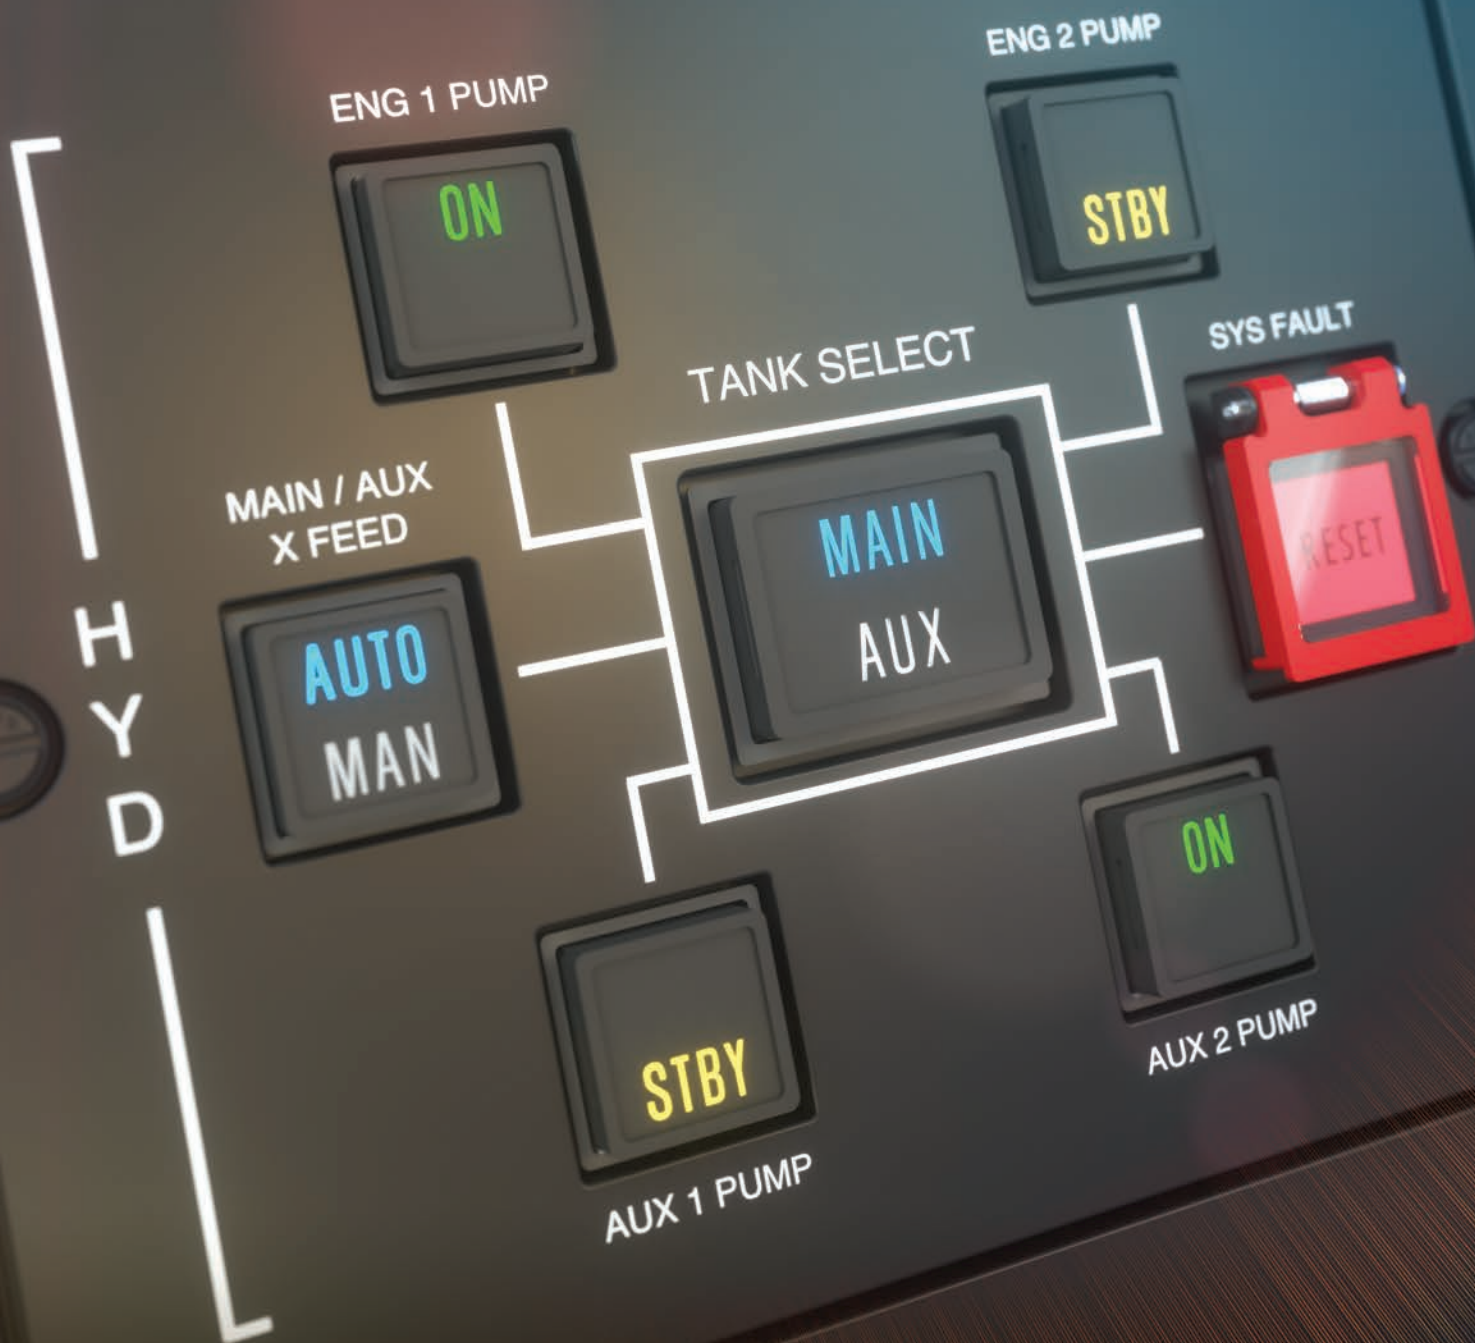 ENG 1 PUMP
ON
ENG 2 PUMP
STBY
TANK SELECT
MAIN
AUX
SYS FAULT
RESET
MAIN / AUX
X FEED
AUTO
MAN
H
Y
D
STBY
AUX 1 PUMP
ON
AUX 2 PUMP